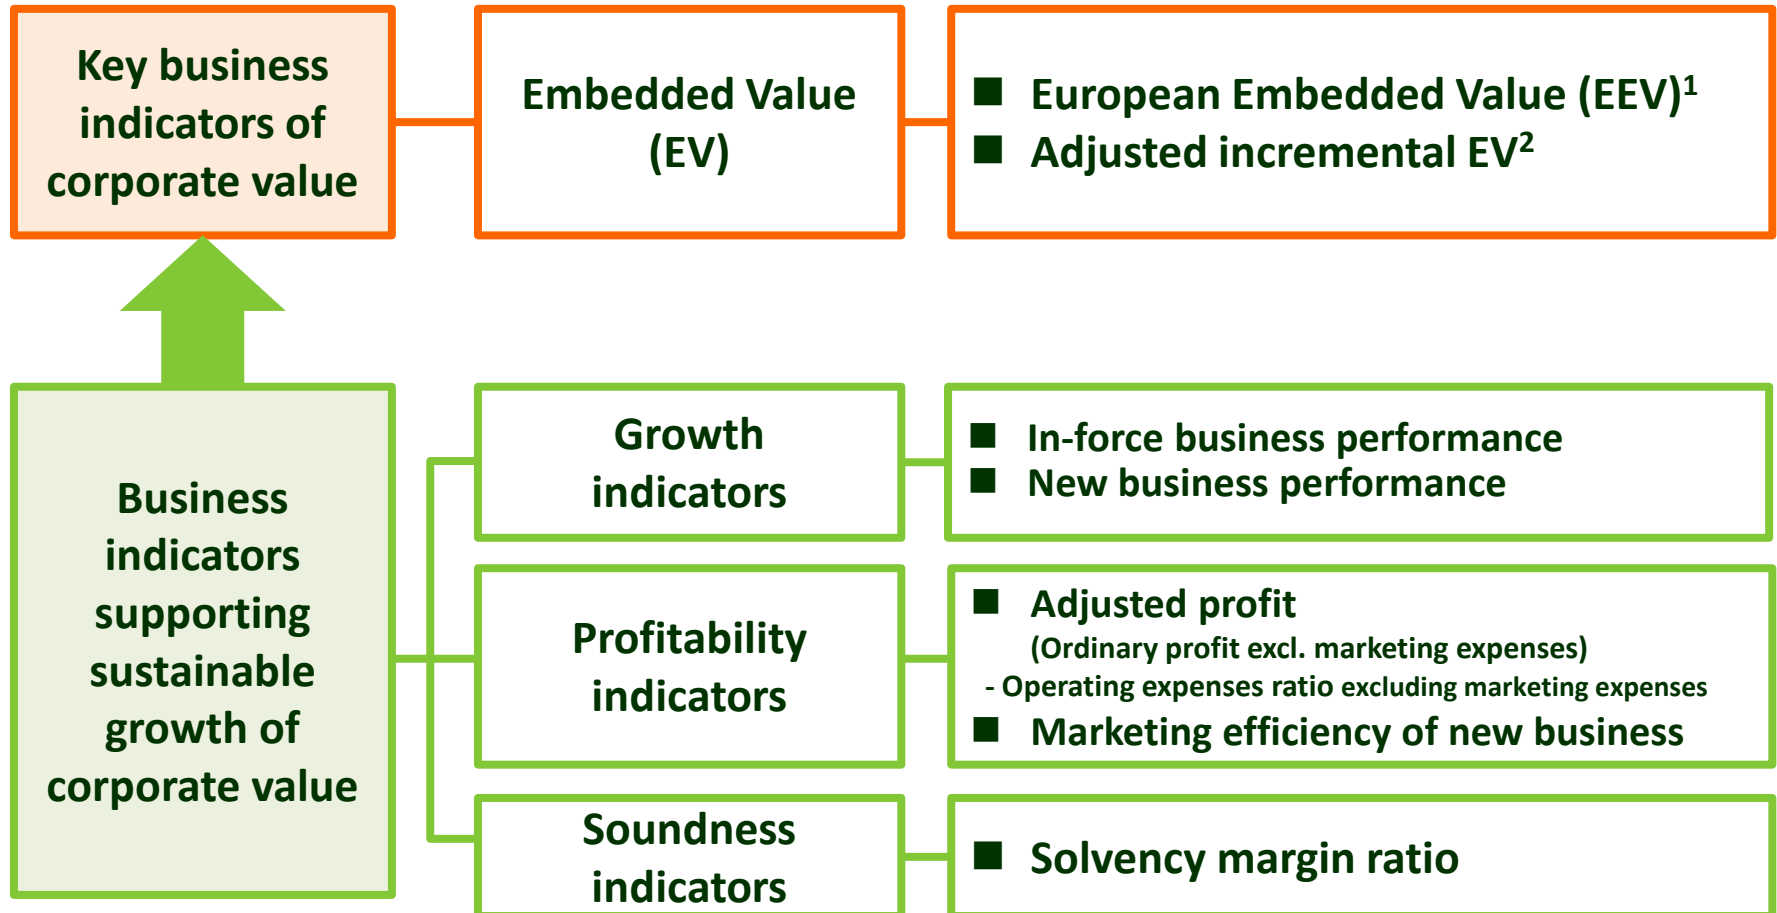 Key business
indicators of
corporate value
Embedded Value
(EV)
■ European Embedded Value (EEV)¹
■ Adjusted incremental EV²
Business
indicators
supporting
sustainable
growth of
corporate value
Growth
indicators
■ In-force business performance
■ New business performance
Profitability
indicators
■ Adjusted profit
(Ordinary profit excl. marketing expenses)
- Operating expenses ratio excluding marketing expenses
■ Marketing efficiency of new business
Soundness
indicators
■ Solvency margin ratio